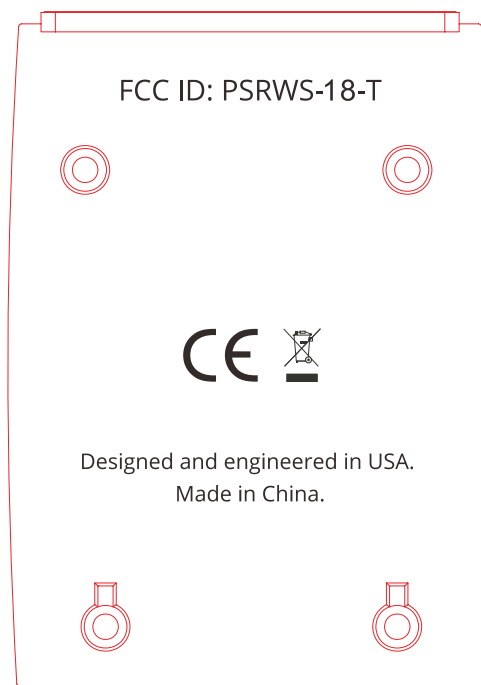 FCC ID: PSRWS-18-T
CE
Designed and engineered in USA.
Made in China.